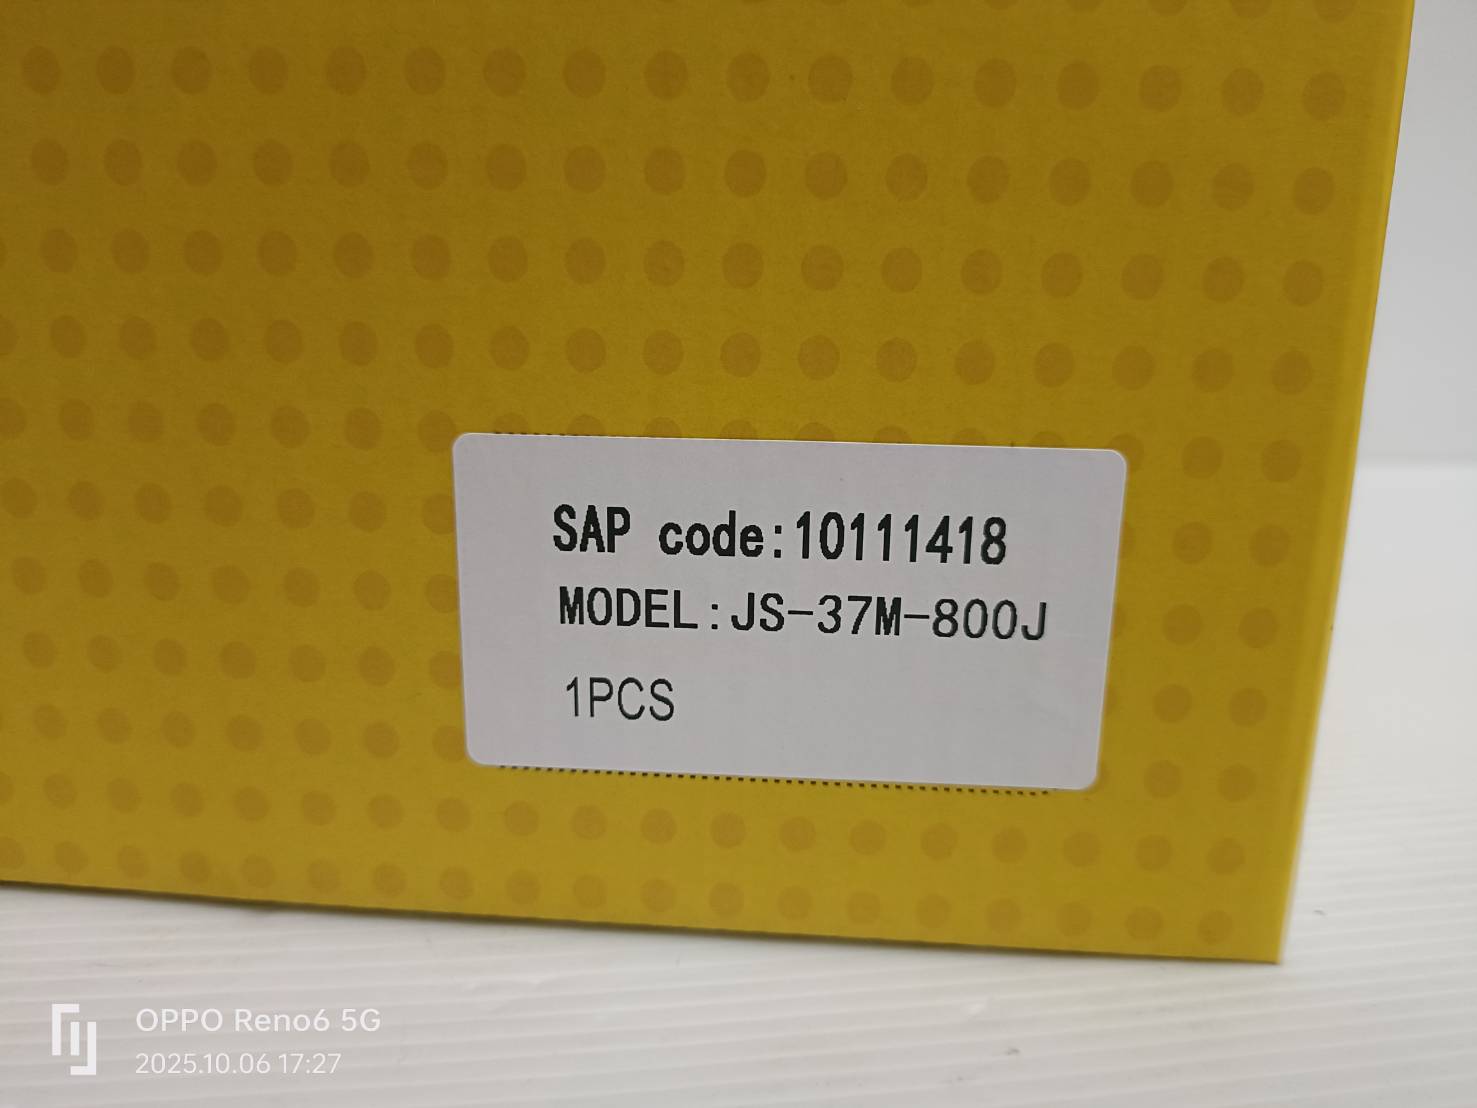 SAP code:10111418
MODEL:JS-37M-800J
1PCS
OPPO Reno6 5G
2025.10.06 17:27